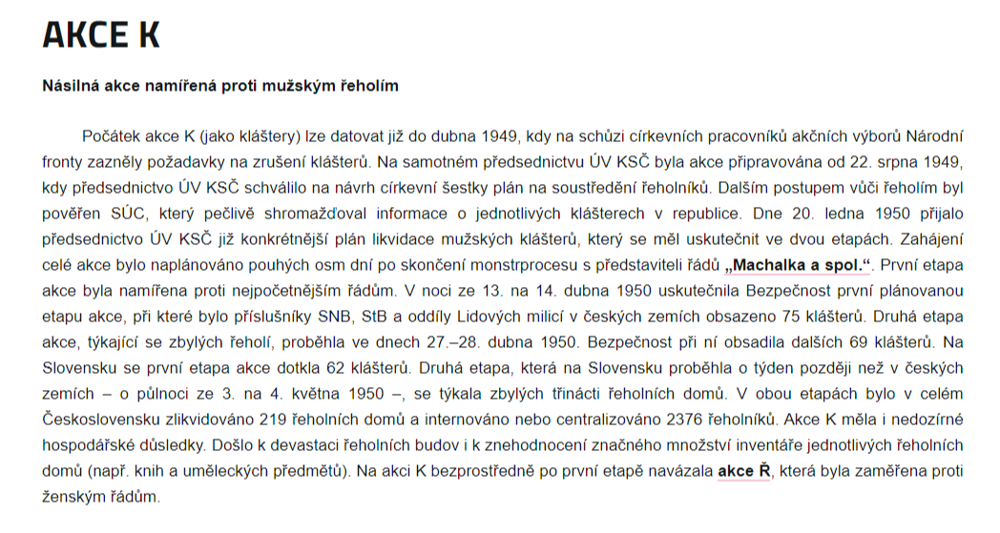 AKCE K
Násilná akce namířená proti mužským řeholím
Počátek akce K (jako kláštery) lze datovat již do dubna 1949, kdy na schůzi církevních pracovníků akčních výborů Národní
fronty zazněly požadavky na zrušení klášterů. Na samotném předsednictvu ÚV KSČ byla akce připravována od 22. srpna 1949,
kdy předsednictvo ÚV KSČ schválilo na návrh církevní šestky plán na soustředění řeholníků. Dalším postupem vůči řeholím byl
pověřen SÚC, který pečlivě shromažďoval informace o jednotlivých klášterech v republice. Dne 20. ledna 1950 přijalo
předsednictvo ÚV KSČ již konkrétnější plán likvidace mužských klášterů, který se měl uskutečnit ve dvou etapách. Zahájení
celé akce bylo naplánováno pouhých osm dní po skončení monstrprocesu s představiteli řádů „Machalka a spol.“. První etapa
akce byla namířena proti nejpočetnějším řádům. V noci ze 13. na 14. dubna 1950 uskutečnila Bezpečnost první plánovanou
etapu akce, při které bylo příslušníky SNB, StB a oddíly Lidových milicí v českých zemích obsazeno 75 klášterů. Druhá etapa
akce, týkající se zbylých řeholí, proběhla ve dnech 27.–28. dubna 1950. Bezpečnost při ní obsadila dalších 69 klášterů. Na
Slovensku se první etapa akce dotkla 62 klášterů. Druhá etapa, která na Slovensku proběhla o týden později než v českých
zemích – o půlnoci ze 3. na 4. května 1950 –, se týkala zbylých třinácti řeholních domů. V obou etapách bylo v celém
Československu zlikvidováno 219 řeholních domů a internováno nebo centralizováno 2376 řeholníků. Akce K měla i nedozírné
hospodářské důsledky. Došlo k devastaci řeholních budov i k znehodnocení značného množství inventáře jednotlivých řeholních
domů (např. knih a uměleckých předmětů). Na akci K bezprostředně po první etapě navázala akce Ř, která byla zaměřena proti
ženským řádům.